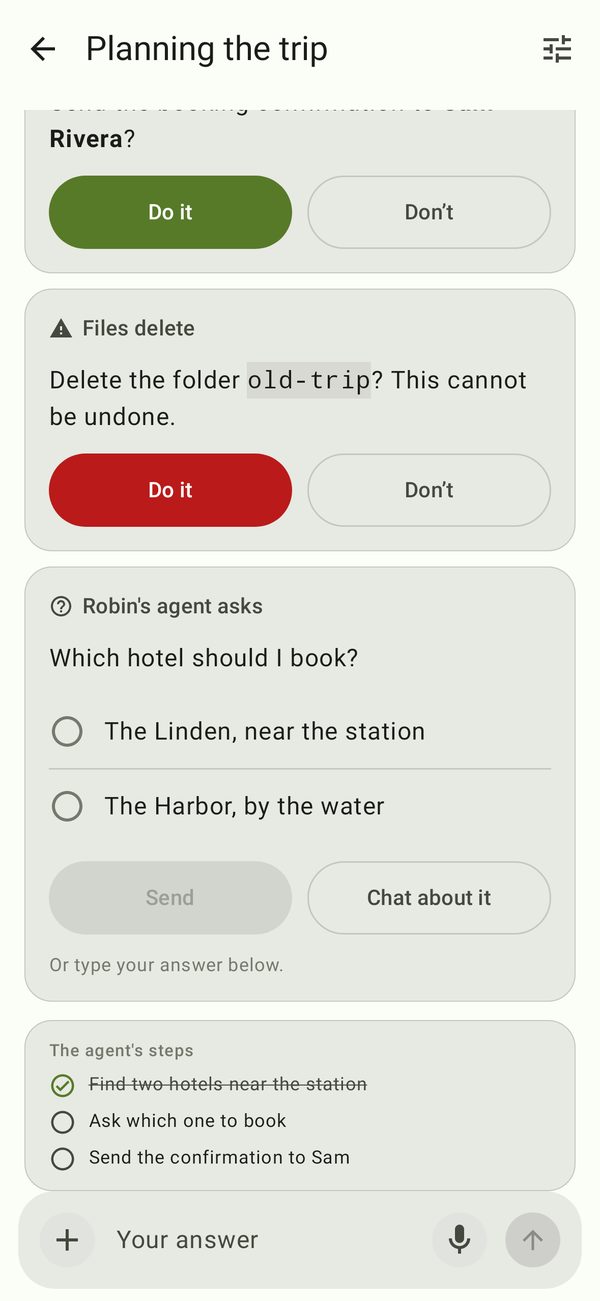 Planning the trip
Rivera?
Do it
Don’t
Files delete
Delete the folder old-trip? This cannot
be undone.
Do it
Don’t
Robin's agent asks
Which hotel should I book?
The Linden, near the station
The Harbor, by the water
Send
Chat about it
Or type your answer below.
The agent's steps
Find two hotels near the station
Ask which one to book
Send the confirmation to Sam
Your answer